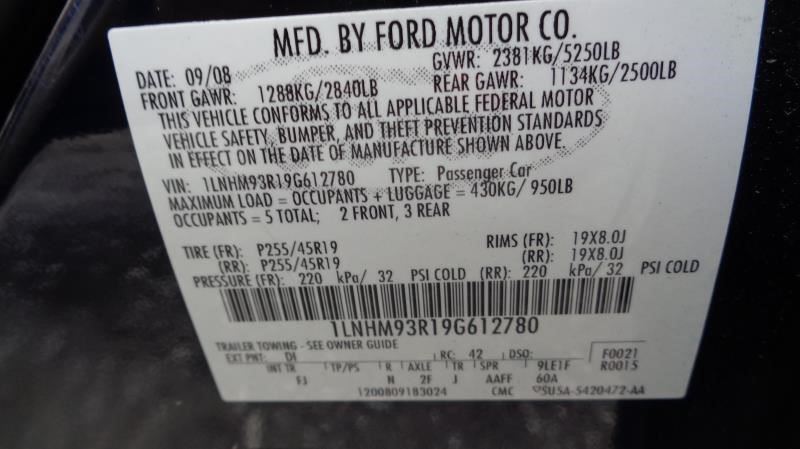 MFD. BY FORD MOTOR CO.
DATE: 09/08 GVWR: 2381KG/5250LB
FRONT GAWR: 1288KG/2840LB REAR GAWR: 1134KG/2500LB
THIS VEHICLE CONFORMS TO ALL APPLICABLE FEDERAL MOTOR
VEHICLE SAFETY, BUMPER, AND THEFT PREVENTION STANDARDS
IN EFFECT ON THE DATE OF MANUFACTURE SHOWN ABOVE.
VIN: 1LNHM93R19G612780 TYPE: Passenger Car
MAXIMUM LOAD = OCCUPANTS + LUGGAGE = 430KG/ 950LB
OCCUPANTS = 5 TOTAL; 2 FRONT, 3 REAR
TIRE (FR): P255/45R19 RIMS (FR): 19X8.0J
(RR): P255/45R19 (RR): 19X8.0J
PRESSURE (FR): 220 kPa/ 32 PSI COLD (RR): 220 kPa/ 32 PSI COLD
1LNHM93R19G612780
TRAILER TOWING - SEE OWNER GUIDE
EXT PNT: DI RC: 42 DSO: F0021
INT TR TP/PS R AXLE TR SPR 9LE1F R0015
FJ N 2F J AAFF 60A
1200809183024 CMC SU5A-5420472-AA